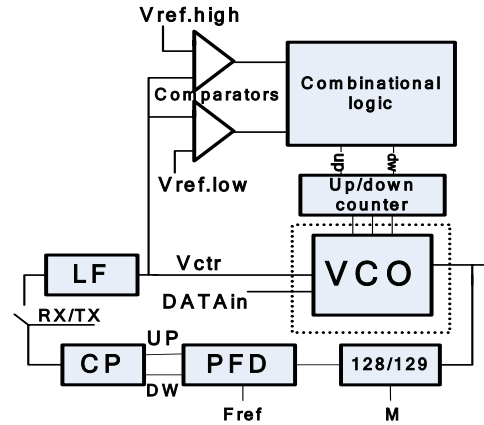 Vref.high
Comparators
Combinational
logic
Vref.low
up
dw
Up/down
counter
LF
Vctr
VCO
DATAin
RX/TX
UP
CP
PFD
128/129
DW
Fref
M